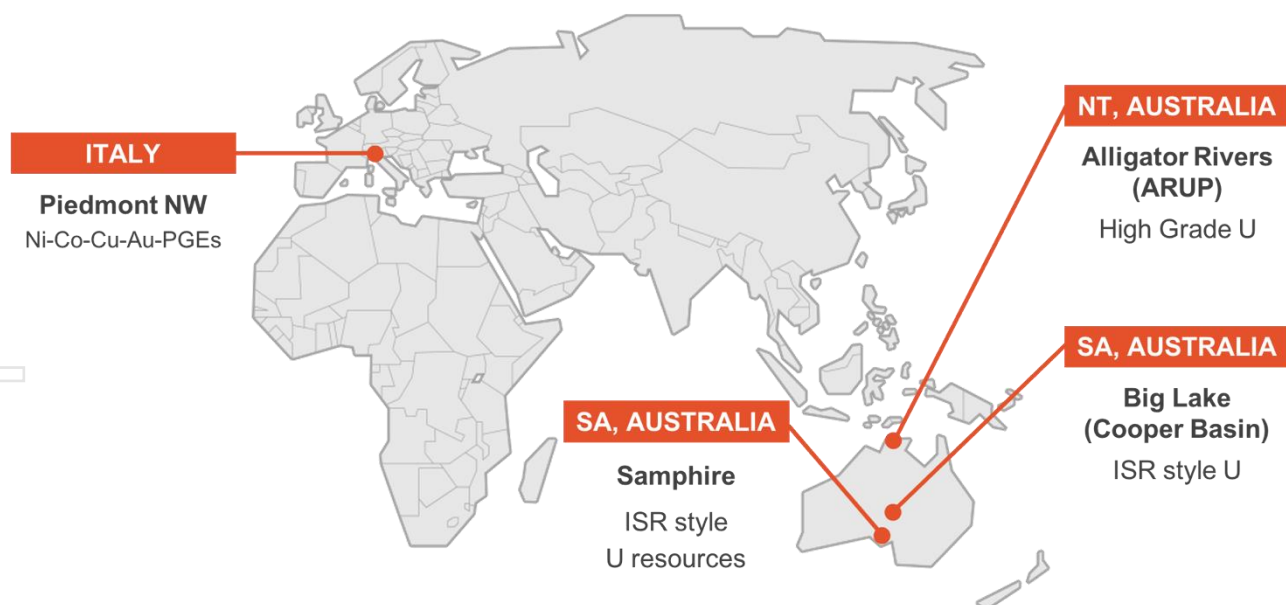 ITALY
Piedmont NW
Ni-Co-Cu-Au-PGEs
NT, AUSTRALIA
Alligator Rivers
(ARUP)
High Grade U
SA, AUSTRALIA
Big Lake
(Cooper Basin)
ISR style U
SA, AUSTRALIA
Samphire
ISR style
U resources